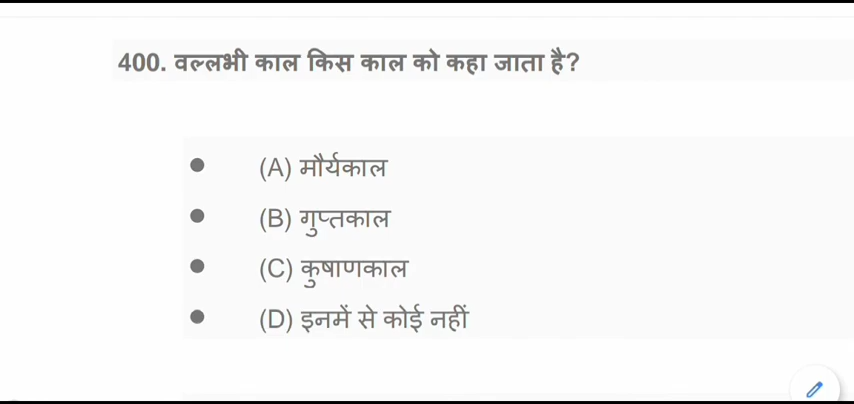 400. वल्लभी काल किस काल को कहा जाता है?
(A) मौर्यकाल
(B) गुप्तकाल
(C) कुषाणकाल
(D) इनमें से कोई नहीं